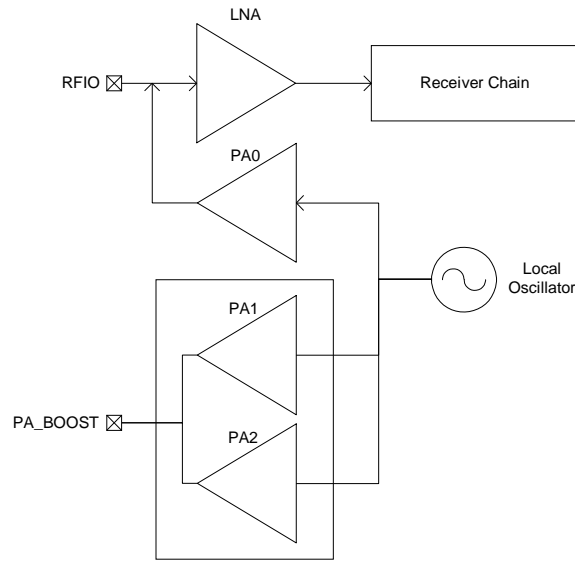 LNA
RFIO
Receiver Chain
PA0
Local
Oscillator
PA1
PA_BOOST
PA2